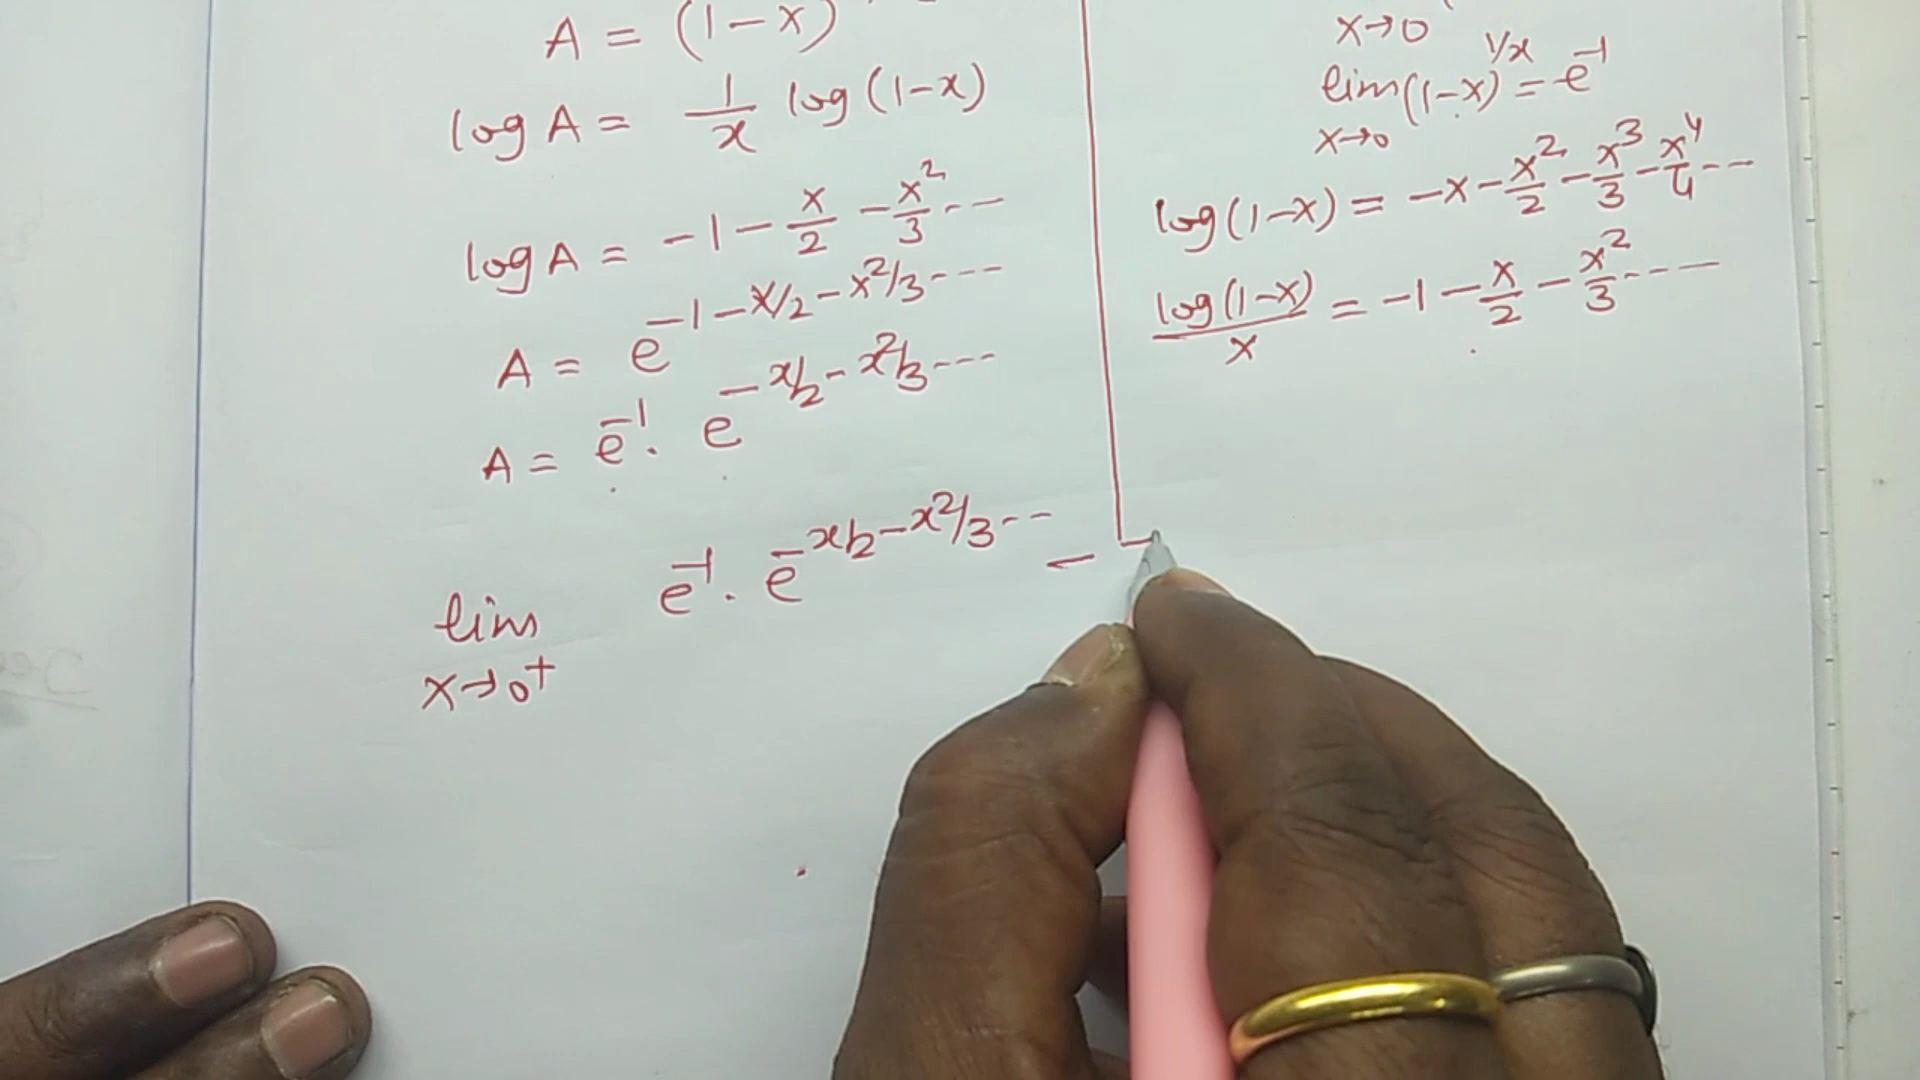 A = (1-x)
log A = 1/x log (1-x)
log A = -1 - x/2 - x²/3 ---
A = e^(-1 - x/2 - x²/3 ----)
A = e^-1 . e^(-x/2 - x²/3 ---)
lim x→0+ e^-1 . e^(-x/2 - x²/3 ---) -
x→0
lim x→0 (1-x)^(1/x) = e^-1
log (1-x) = -x - x²/2 - x³/3 - x⁴/4 ---
log (1-x)/x = -1 - x/2 - x²/3 ----